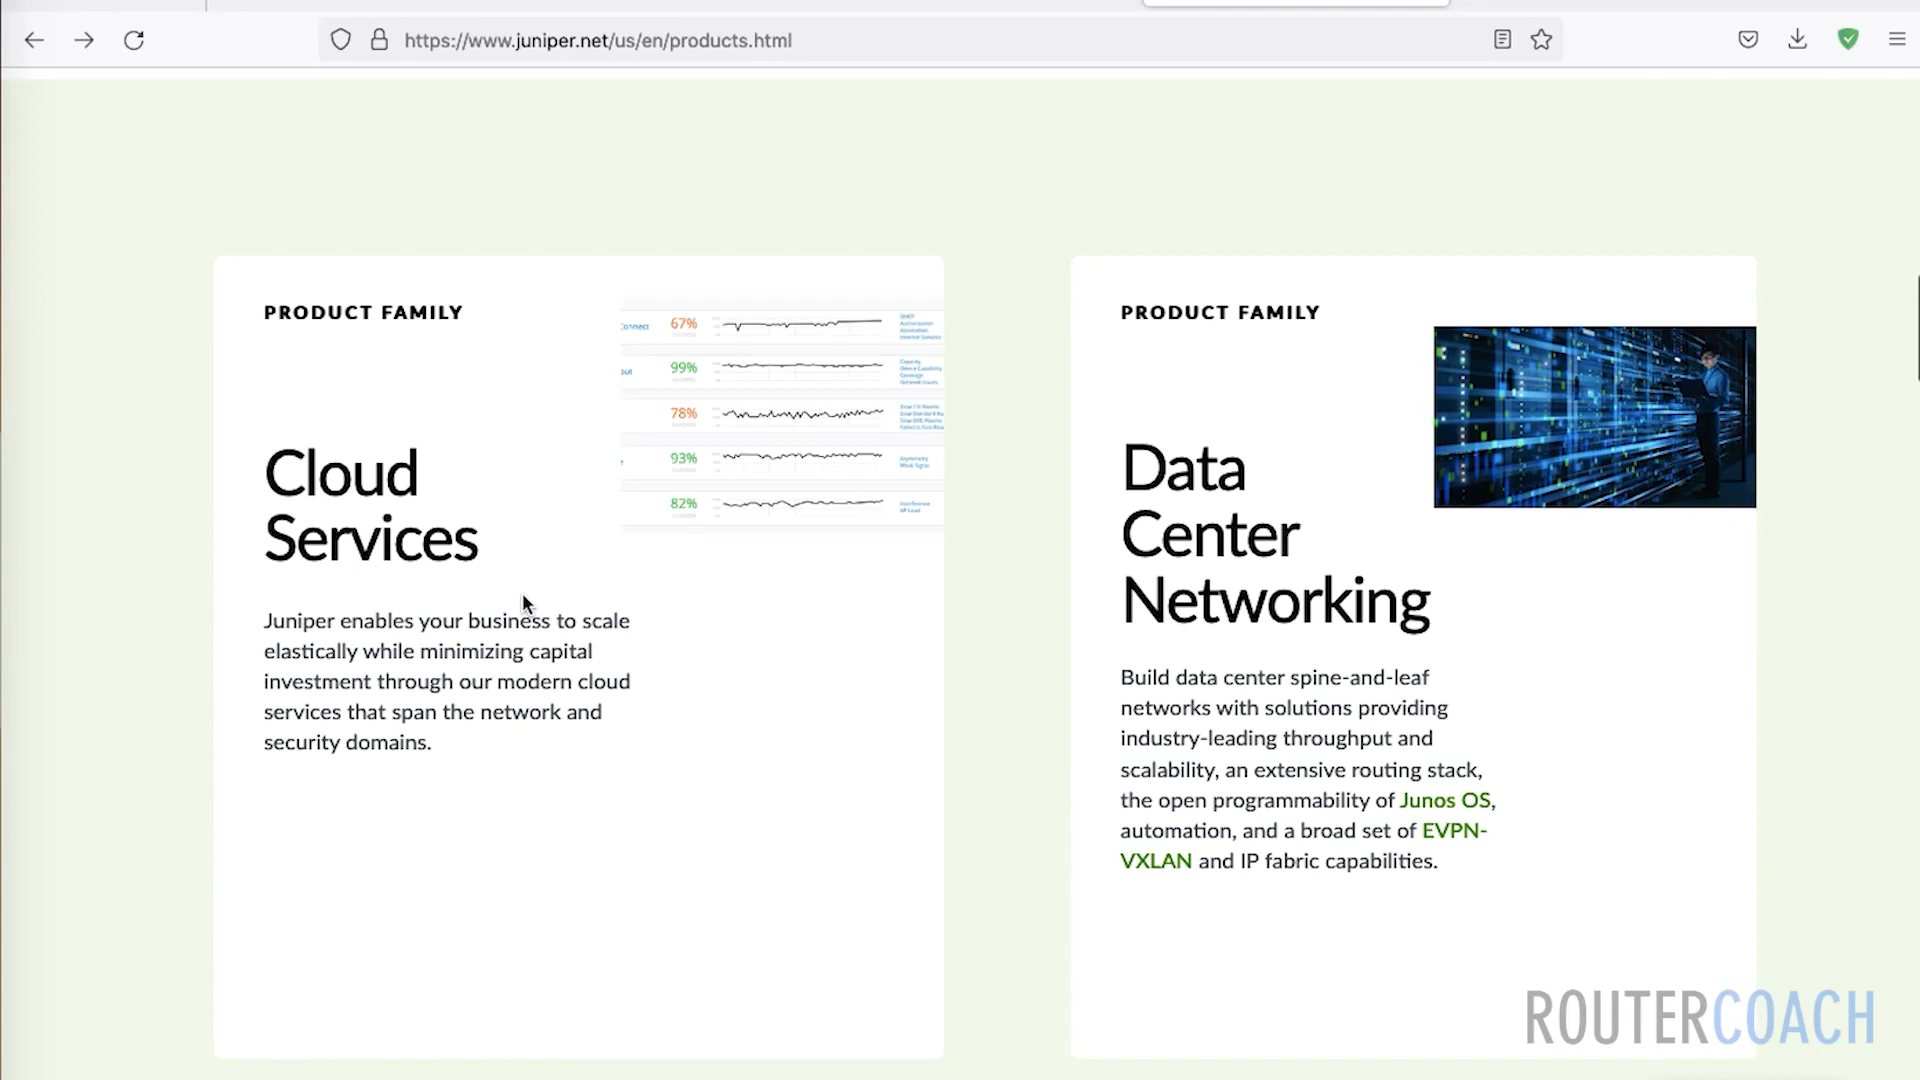 https://www.juniper.net/us/en/products.html
PRODUCT FAMILY
Connect 67%
out 99%
78%
93%
82%
Cloud
Services
Juniper enables your business to scale
elastically while minimizing capital
investment through our modern cloud
services that span the network and
security domains.
PRODUCT FAMILY
Data
Center
Networking
Build data center spine-and-leaf
networks with solutions providing
industry-leading throughput and
scalability, an extensive routing stack,
the open programmability of Junos OS,
automation, and a broad set of EVPN-
VXLAN and IP fabric capabilities.
ROUTERCOACH